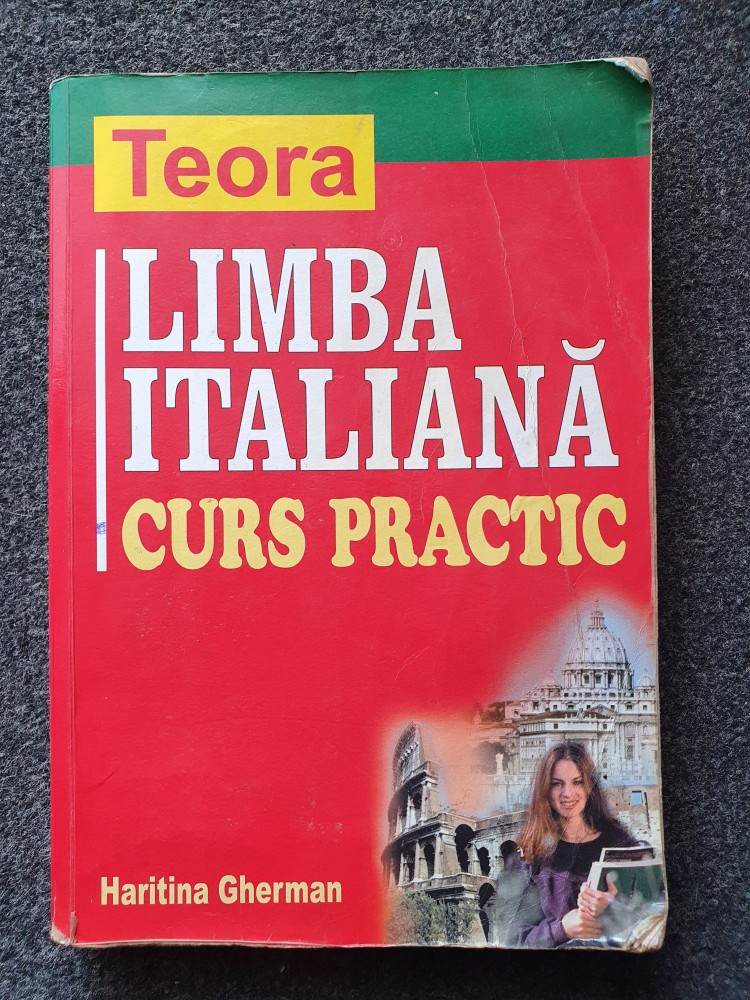 Teora
LIMBA
ITALIANĂ
CURS PRACTIC
Haritina Gherman